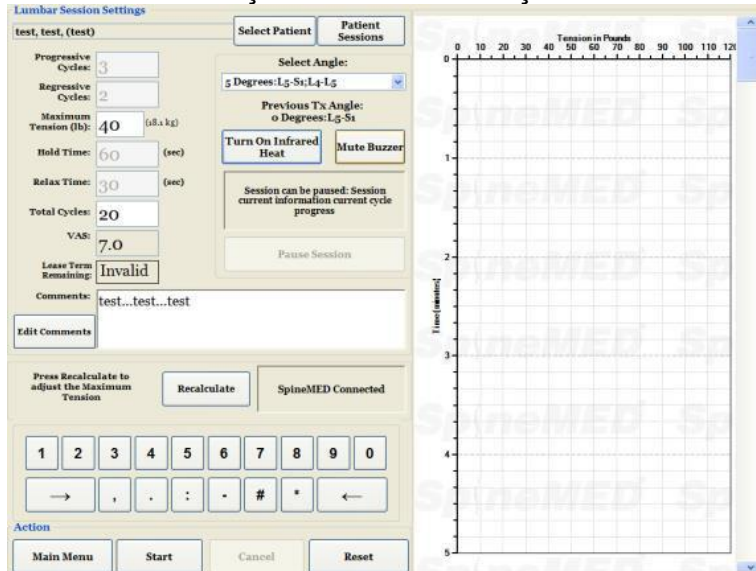 Lumbar Session Settings
test, test, (test)
Select Patient
Patient
Sessions
Progressive
Cycles:
3
Regressive
Cycles:
2
Maximum
Tension (lb):
40
(18.1 kg)
Hold Time:
60
(sec)
Relax Time:
30
(sec)
Total Cycles:
20
VAS:
7.0
Lease Term
Remaining:
Invalid
Comments:
test...test...test
Edit Comments
Select
Angle:
5 Degrees:L5-S1;L4-L5
Previous Tx Angle:
0 Degrees:L5-S1
Turn On Infrared
Heat
Mute Buzzer
Session can be paused: Session
current information current cycle
progress
Pause Session
Press Recalculate to
adjust the Maximum
Tension
Recalculate
SpineMED Connected
1 2 3 4 5 6 7 8 9 0
→ , . : - # * ←
Action
Main Menu
Start
Cancel
Reset
Tension in Pounds
0 10 20 30 40 50 60 70 80 90 100 110
Time (minutes)
0
1
2
3
4
5
SpineMED
SpineMED
SpineMED
SpineMED
SpineMED